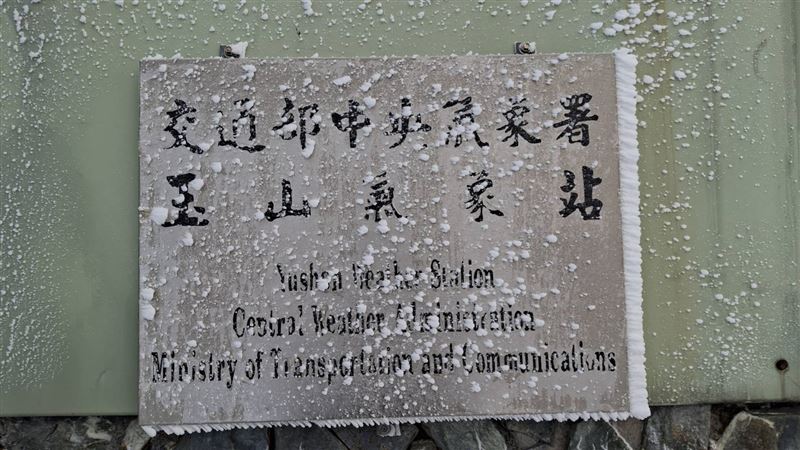 交通部中央氣象署
玉山氣象站
Yushan Weather Station
Central Weather Administration
Ministry of Transportation and Communications